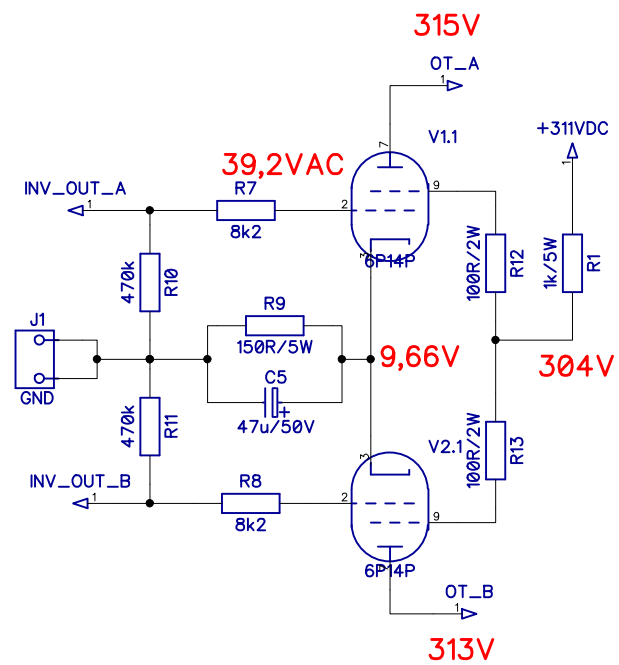 315V
OT_A
1
7
V1.1
+311VDC
1
39,2VAC
INV_OUT_A
1
R7
8k2
2
9
3
6P14P
100R/2W
R12
1k/5W
R1
470k
R10
J1
GND
R9
150R/5W
C5
+
47u/50V
9,66V
304V
470k
R11
100R/2W
R13
V2.1
3
INV_OUT_B
1
R8
8k2
2
9
6P14P
OT_B
1
313V